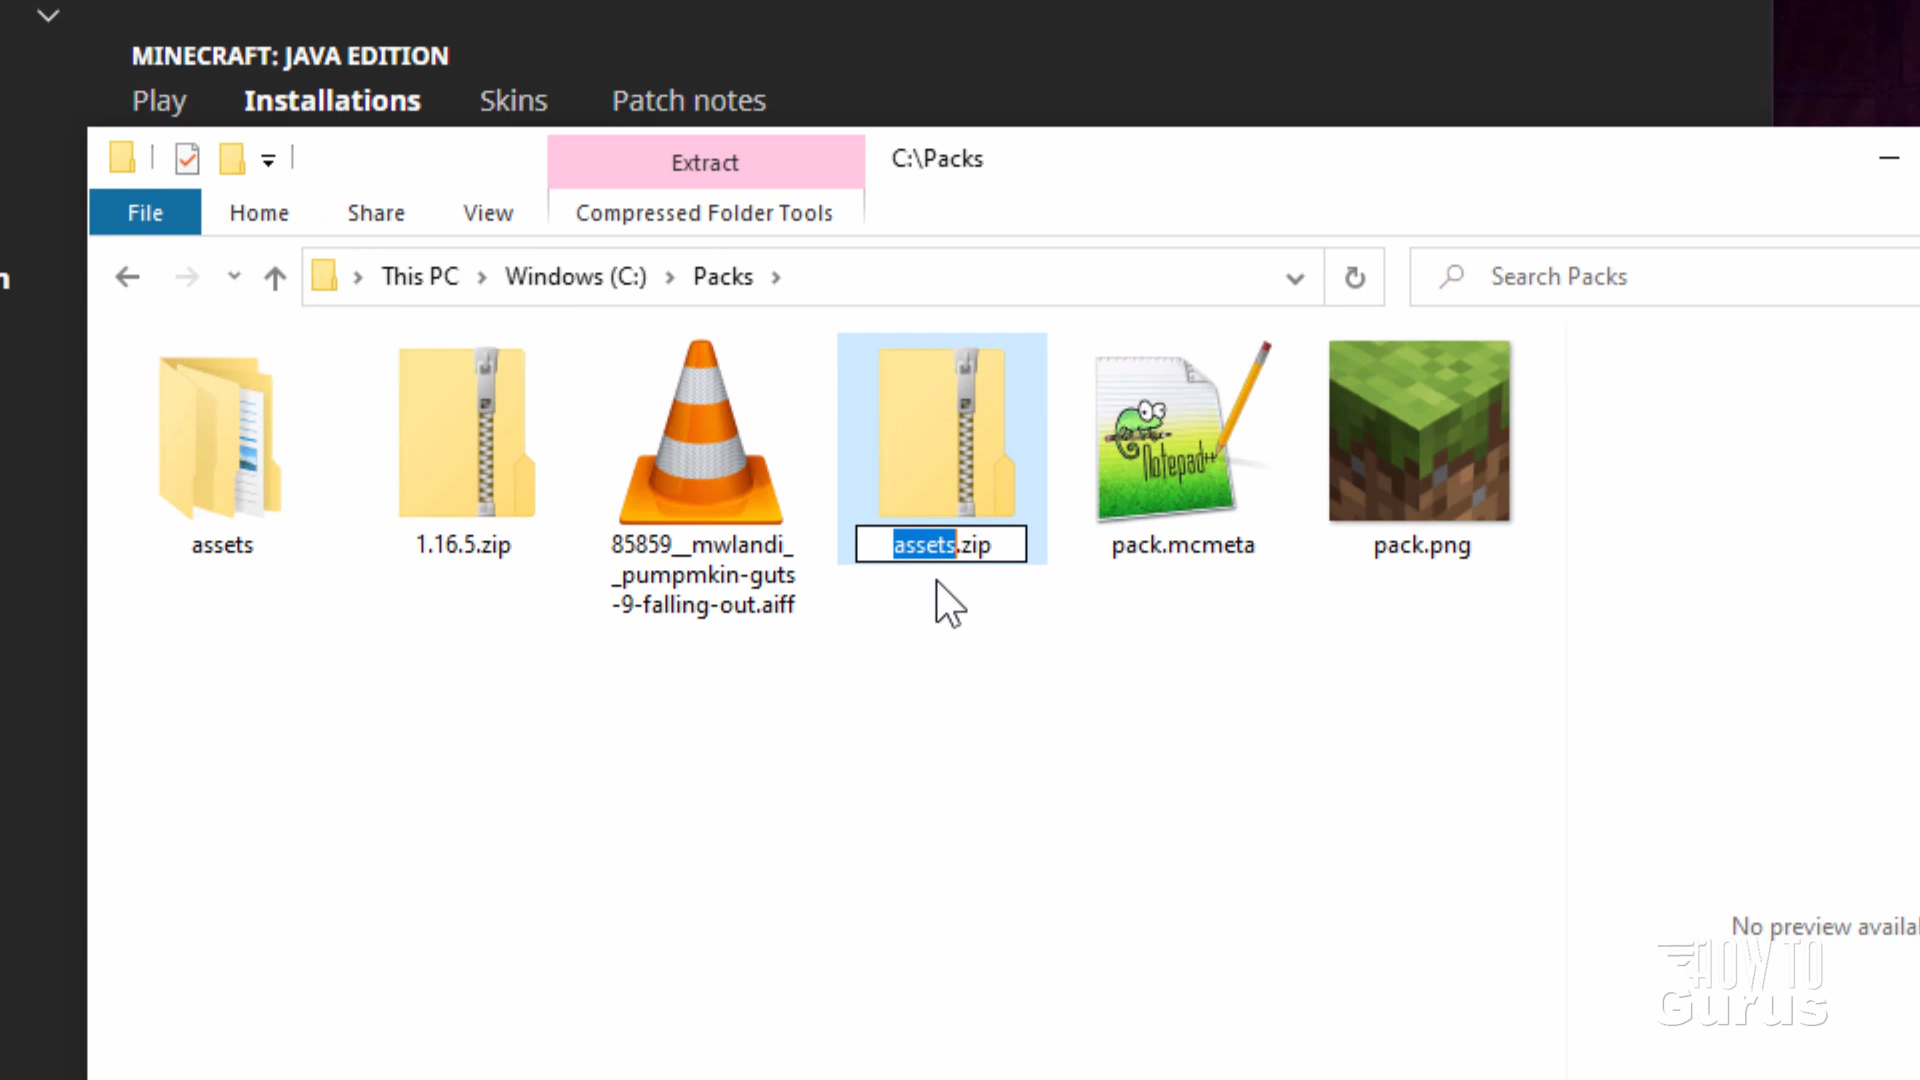 MINECRAFT: JAVA EDITION
Play Installations Skins Patch notes
Extract C:\Packs
File Home Share View Compressed Folder Tools
This PC Windows (C:) Packs Search Packs
assets
1.16.5.zip
85859__mwlandi_
_pumpmkin-guts
-9-falling-out.aiff
assets.zip
Notepad++
pack.mcmeta
pack.png
No preview availa
HOW TO
Gurus